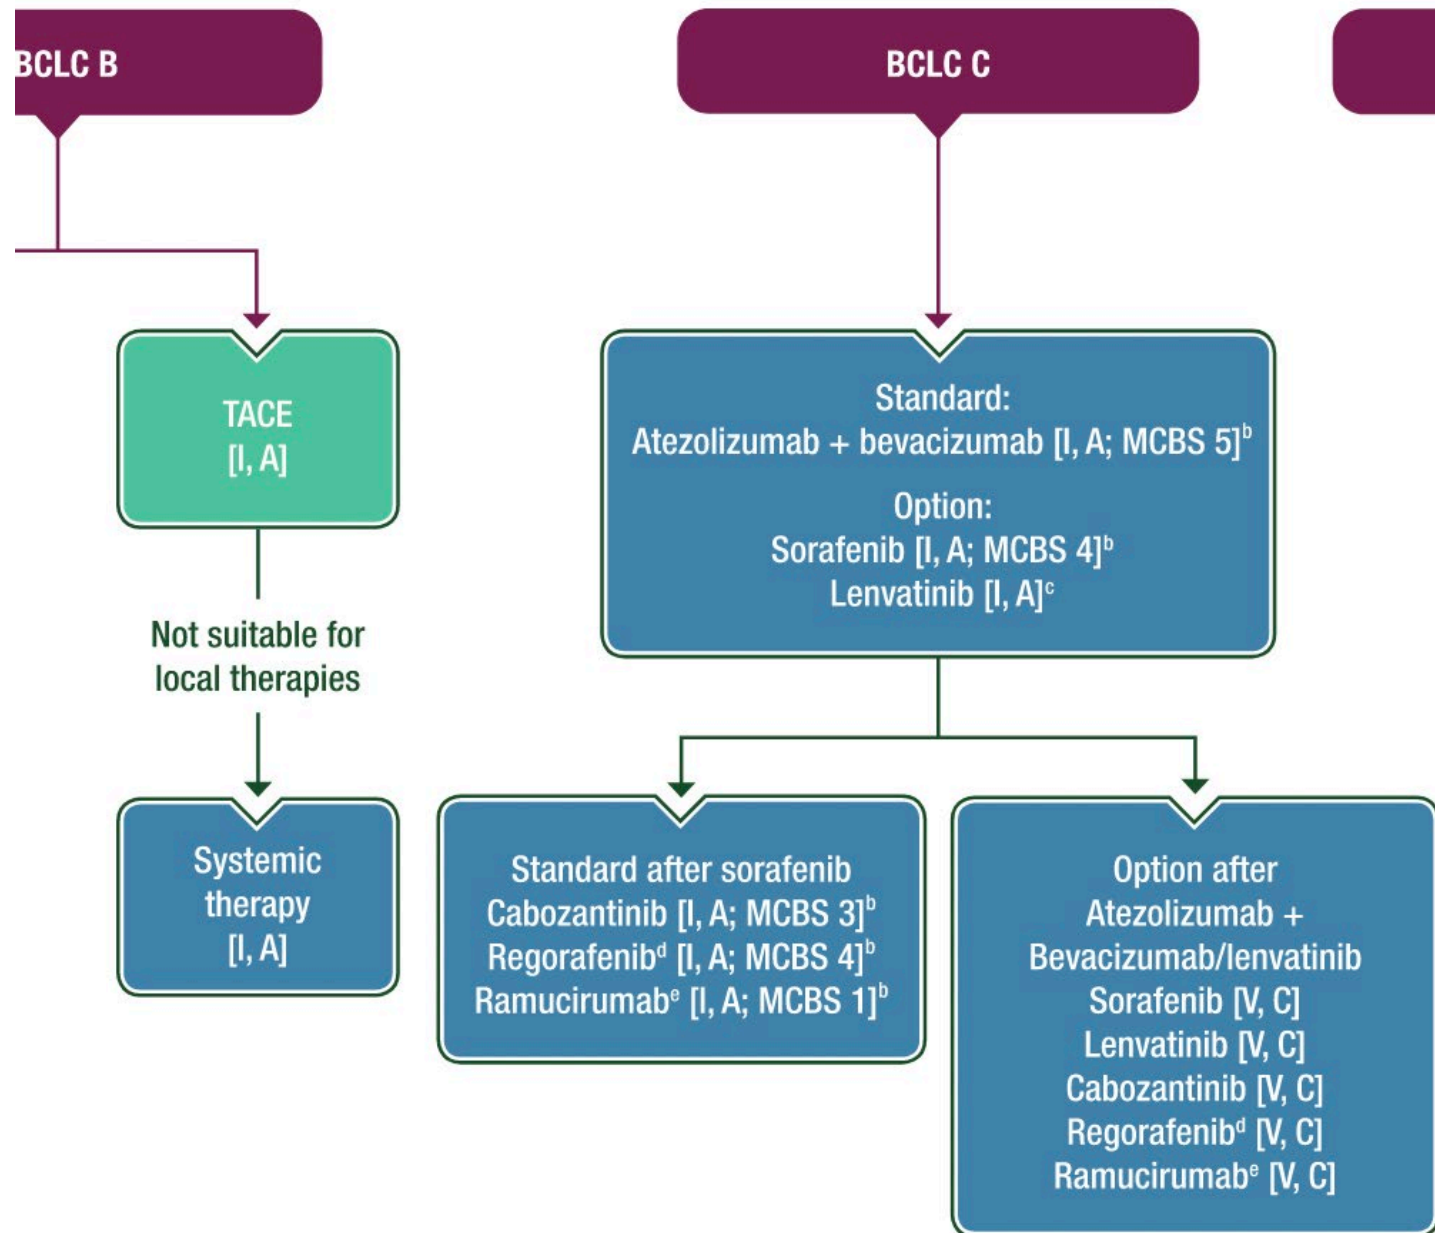 BCLC B
BCLC C
TACE
[I, A]
Not suitable for
local therapies
Systemic
therapy
[I, A]
Standard:
Atezolizumab + bevacizumab [I, A; MCBS 5]ᵇ
Option:
Sorafenib [I, A; MCBS 4]ᵇ
Lenvatinib [I, A]ᶜ
Standard after sorafenib
Cabozantinib [I, A; MCBS 3]ᵇ
Regorafenibᵈ [I, A; MCBS 4]ᵇ
Ramucirumabᵉ [I, A; MCBS 1]ᵇ
Option after
Atezolizumab +
Bevacizumab/lenvatinib
Sorafenib [V, C]
Lenvatinib [V, C]
Cabozantinib [V, C]
Regorafenibᵈ [V, C]
Ramucirumabᵉ [V, C]